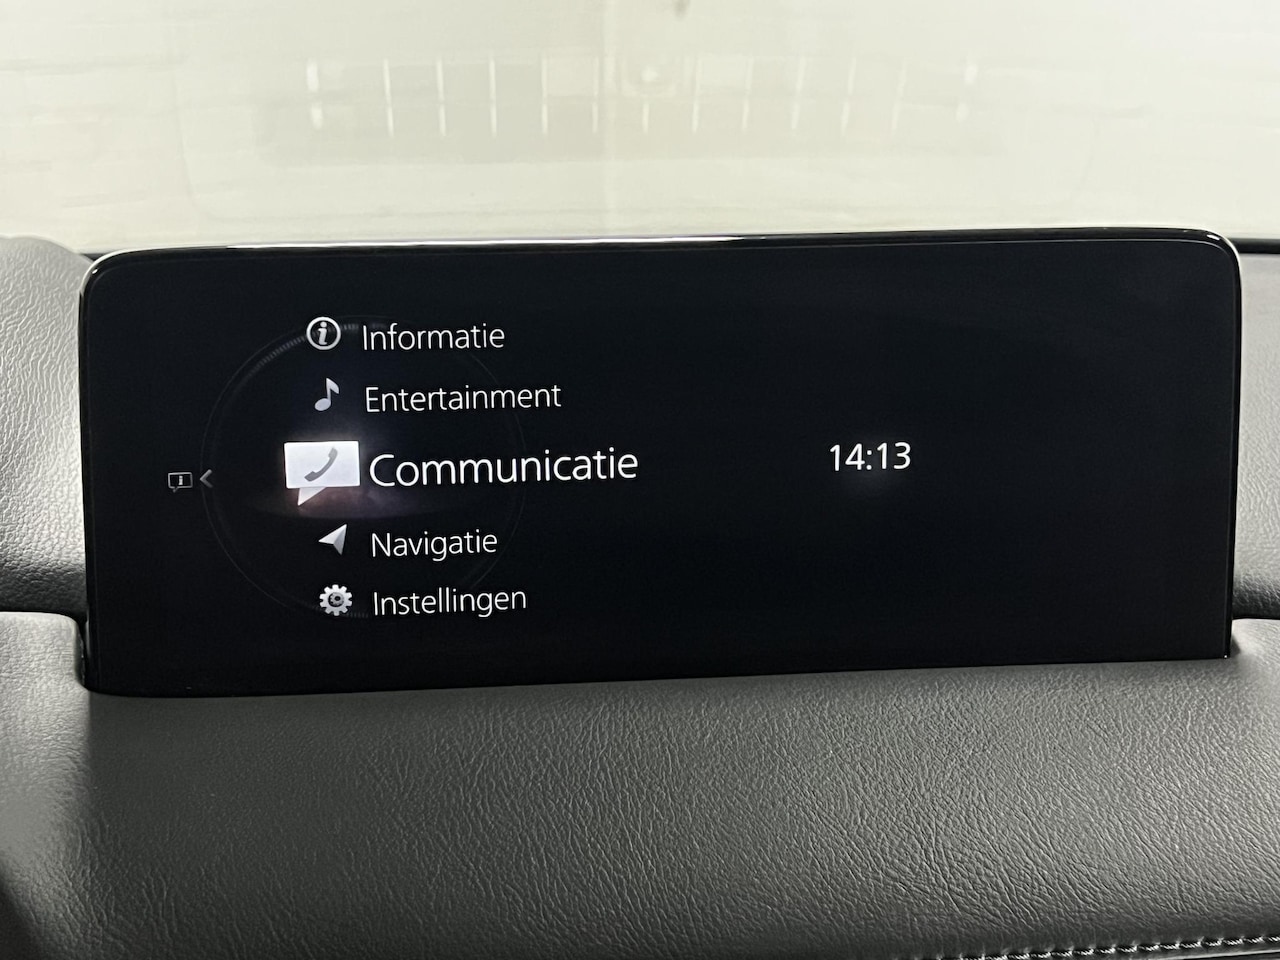 Informatie
Entertainment
Communicatie
14:13
Navigatie
Instellingen